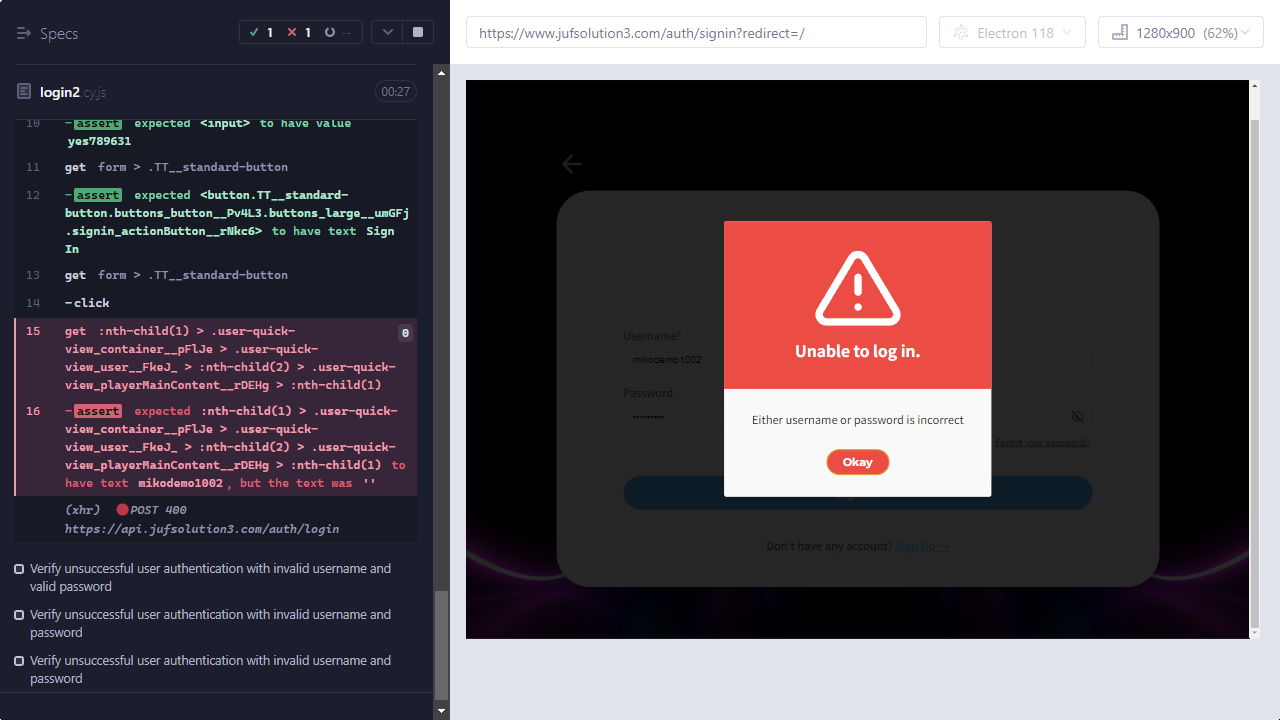 Specs
1
1
--
login2.cy.js
00:27
10 -assert expected <input> to have value
yes789631
11 get form > .TT__standard-button
12 -assert expected <button.TT__standard-
button.buttons_button__Pv4L3.buttons_large__umGFj
.signin_actionButton__rNkc6> to have text Sign
In
13 get form > .TT__standard-button
14 -click
15 get :nth-child(1) > .user-quick-
view_container__pFlJe > .user-quick-
view_user__FkeJ_ > :nth-child(2) > .user-quick-
view_playerMainContent__rDEHg > :nth-child(1)
0
16 -assert expected :nth-child(1) > .user-quick-
view_container__pFlJe > .user-quick-
view_user__FkeJ_ > :nth-child(2) > .user-quick-
view_playerMainContent__rDEHg > :nth-child(1) to
have text mikodemo1002, but the text was ''
(xhr) POST 400
https://api.jufsolution3.com/auth/login
Verify unsuccessful user authentication with invalid username and
valid password
Verify unsuccessful user authentication with invalid username and
password
Verify unsuccessful user authentication with invalid username and
password
https://www.jufsolution3.com/auth/signin?redirect=/
Electron 118
1280x900 (62%)
Username*
mikodemo1002
Password
•••••••••
Forgot your password?
Unable to log in.
Either username or password is incorrect
Okay
Don't have any account? Sign Up →